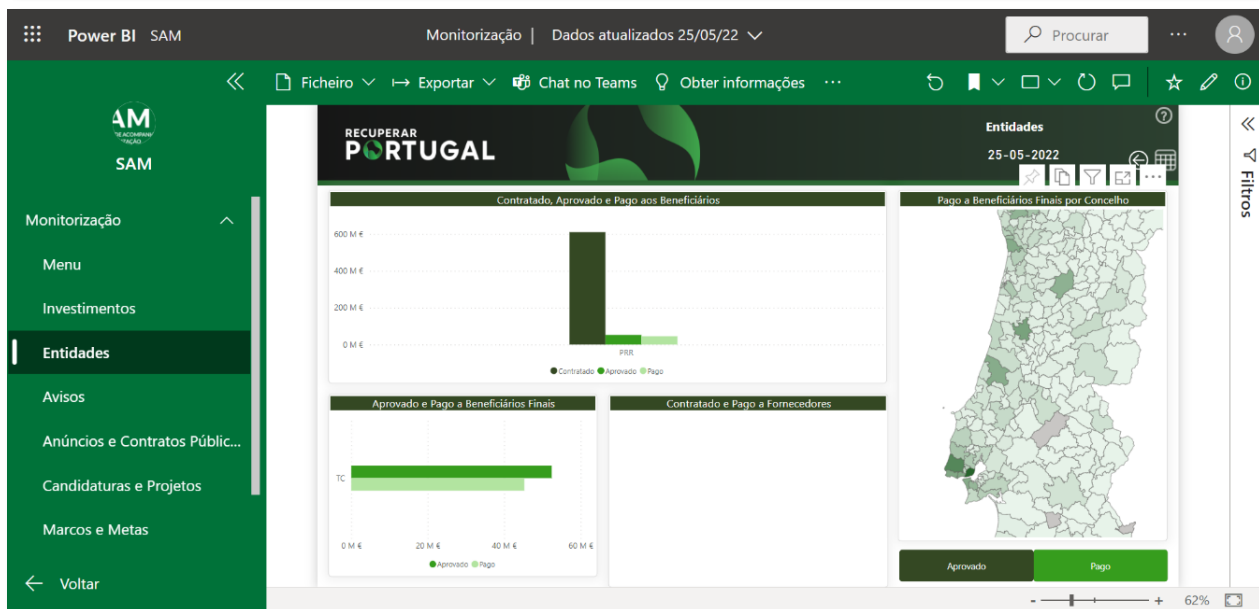 Power BI SAM
Monitorização | Dados atualizados 25/05/22
Procurar
Ficheiro
Exportar
Chat no Teams
Obter informações
SAM
Monitorização
Menu
Investimentos
Entidades
Avisos
Anúncios e Contratos Públic...
Candidaturas e Projetos
Marcos e Metas
Voltar
RECUPERAR
PORTUGAL
Entidades
25-05-2022
Filtros
Contratado, Aprovado e Pago aos Beneficiários
600 M €
400 M €
200 M €
0 M €
PRR
Contratado Aprovado Pago
Aprovado e Pago a Beneficiários Finais
TC
0 M € 20 M € 40 M € 60 M €
Aprovado Pago
Contratado e Pago a Fornecedores
Pago a Beneficiários Finais por Concelho
Aprovado
Pago
- + 62%